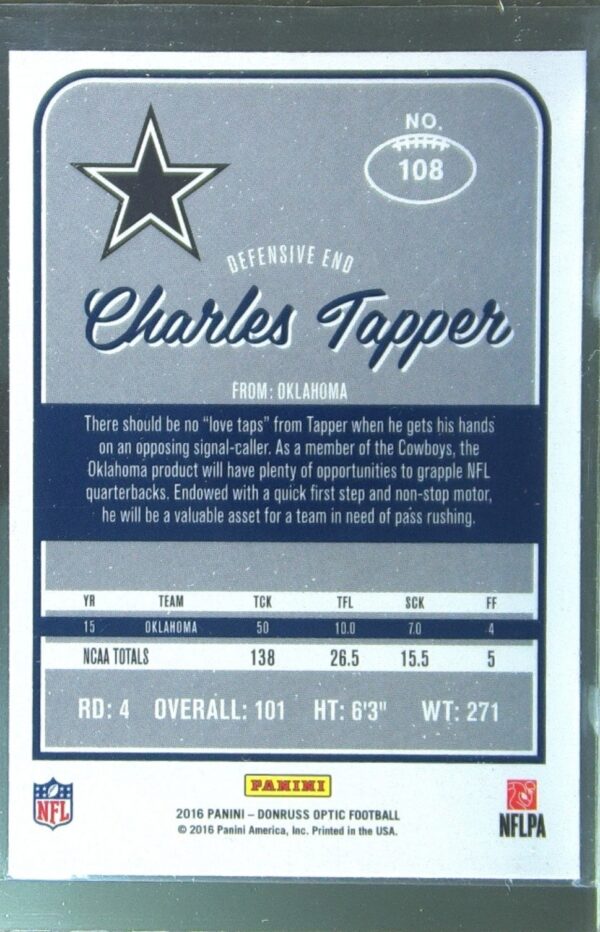 NO.
108
DEFENSIVE END
Charles Tapper
FROM: OKLAHOMA
There should be no “love taps” from Tapper when he gets his hands
on an opposing signal-caller. As a member of the Cowboys, the
Oklahoma product will have plenty of opportunities to grapple NFL
quarterbacks. Endowed with a quick first step and non-stop motor,
he will be a valuable asset for a team in need of pass rushing.
YR TEAM TCK TFL SCK FF
15 OKLAHOMA 50 10.0 7.0 4
NCAA TOTALS 138 26.5 15.5 5
RD: 4 OVERALL: 101 HT: 6'3" WT: 271
NFL
PANINI
2016 PANINI – DONRUSS OPTIC FOOTBALL
© 2016 Panini America, Inc. Printed in the USA.
NFLPA